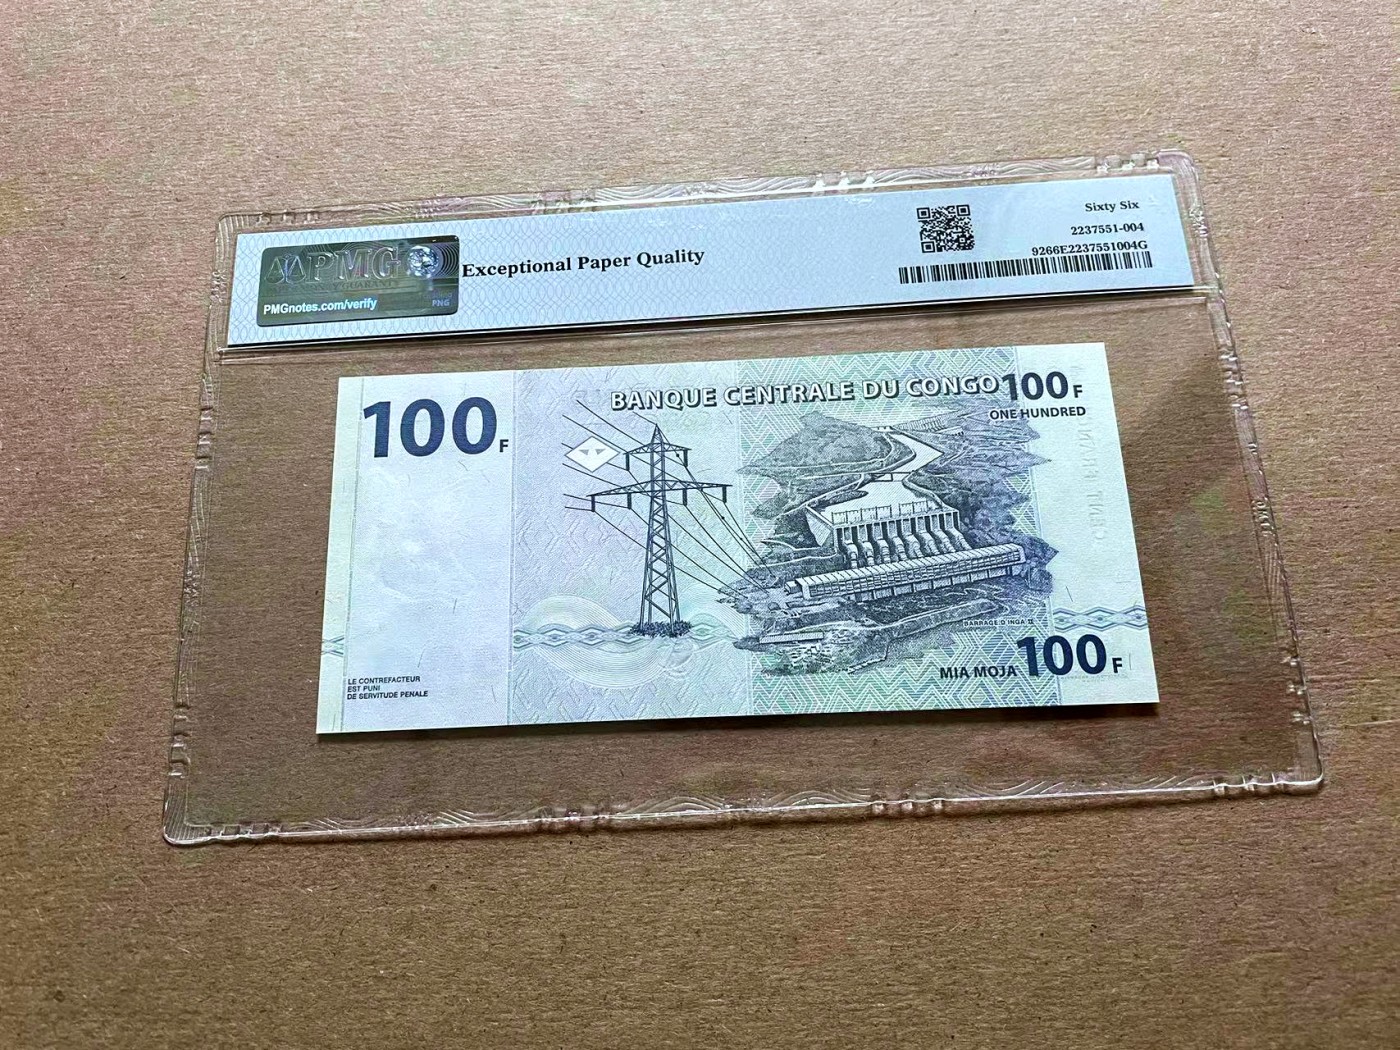 PMG
PMGnotes.com/verify
PNG
Exceptional Paper Quality
Sixty Six
2237551-004
9266E2237551004G
100F
BANQUE CENTRALE DU CONGO
100F
ONE HUNDRED
BARRAGE D'INGA II
MIA MOJA 100F
LE CONTREFACTEUR
EST PUNI
DE SERVITUDE PENALE